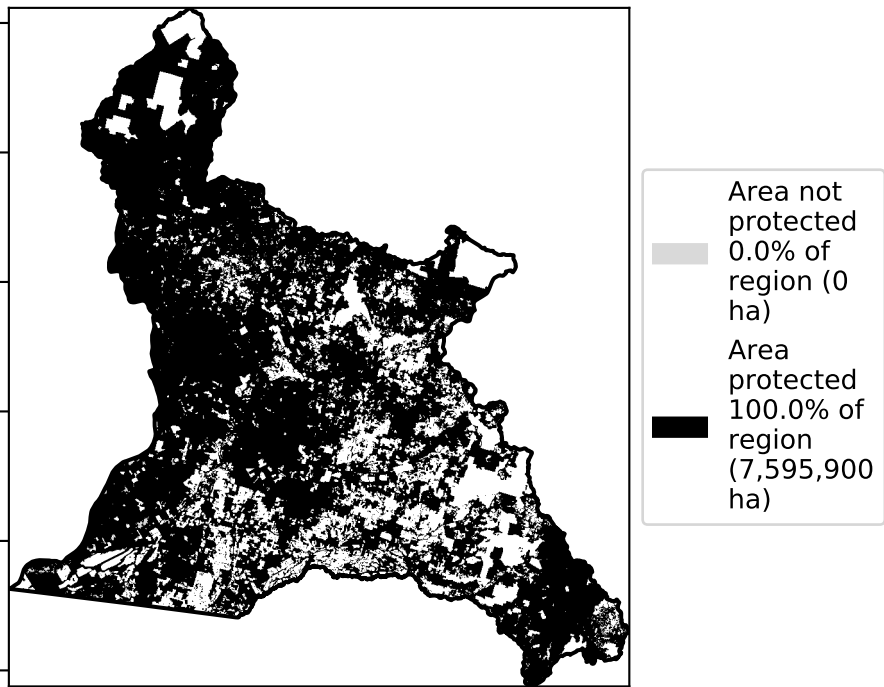 Area not
protected
0.0% of
region (0
ha)
Area
protected
100.0% of
region
(7,595,900
ha)